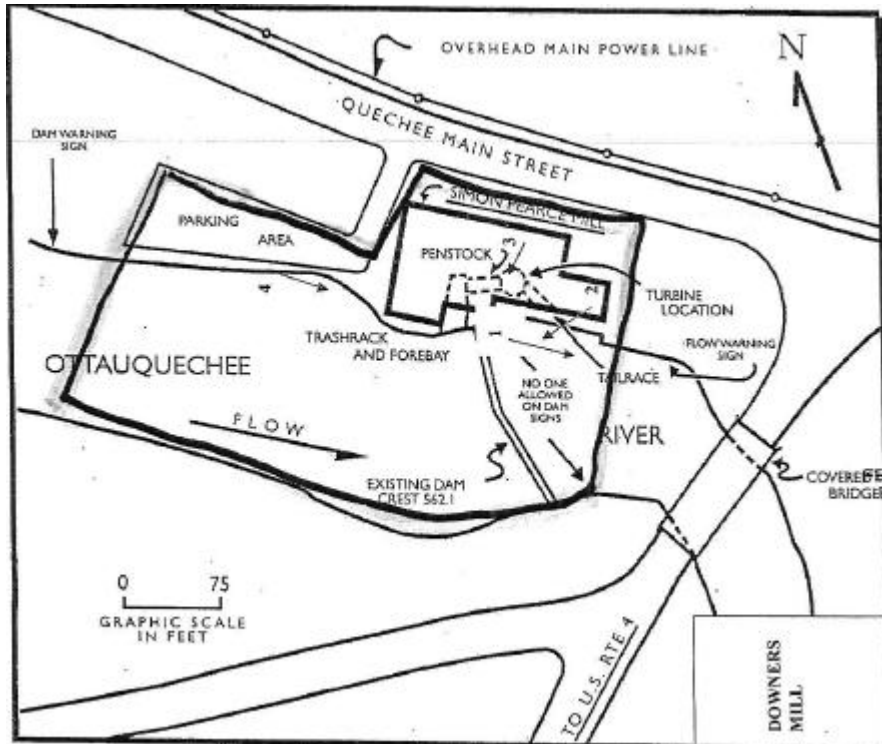 OVERHEAD MAIN POWER LINE
N
QUECHEE MAIN STREET
DAM WARNING
SIGN
SIMON PEARCE MILL
PARKING
AREA
PENSTOCK
3
4
2
TURBINE
LOCATION
TRASHRACK
AND FOREBAY
1
FLOW WARNING
SIGN
OTTAUQUECHEE
NO ONE
ALLOWED
ON DAM
SIGNS
TAILRACE
RIVER
FLOW
COVERED
BRIDGE
EXISTING DAM
CREST 562.1
0 75
GRAPHIC SCALE
IN FEET
TO U.S. RTE 4
DOWNERS
MILL